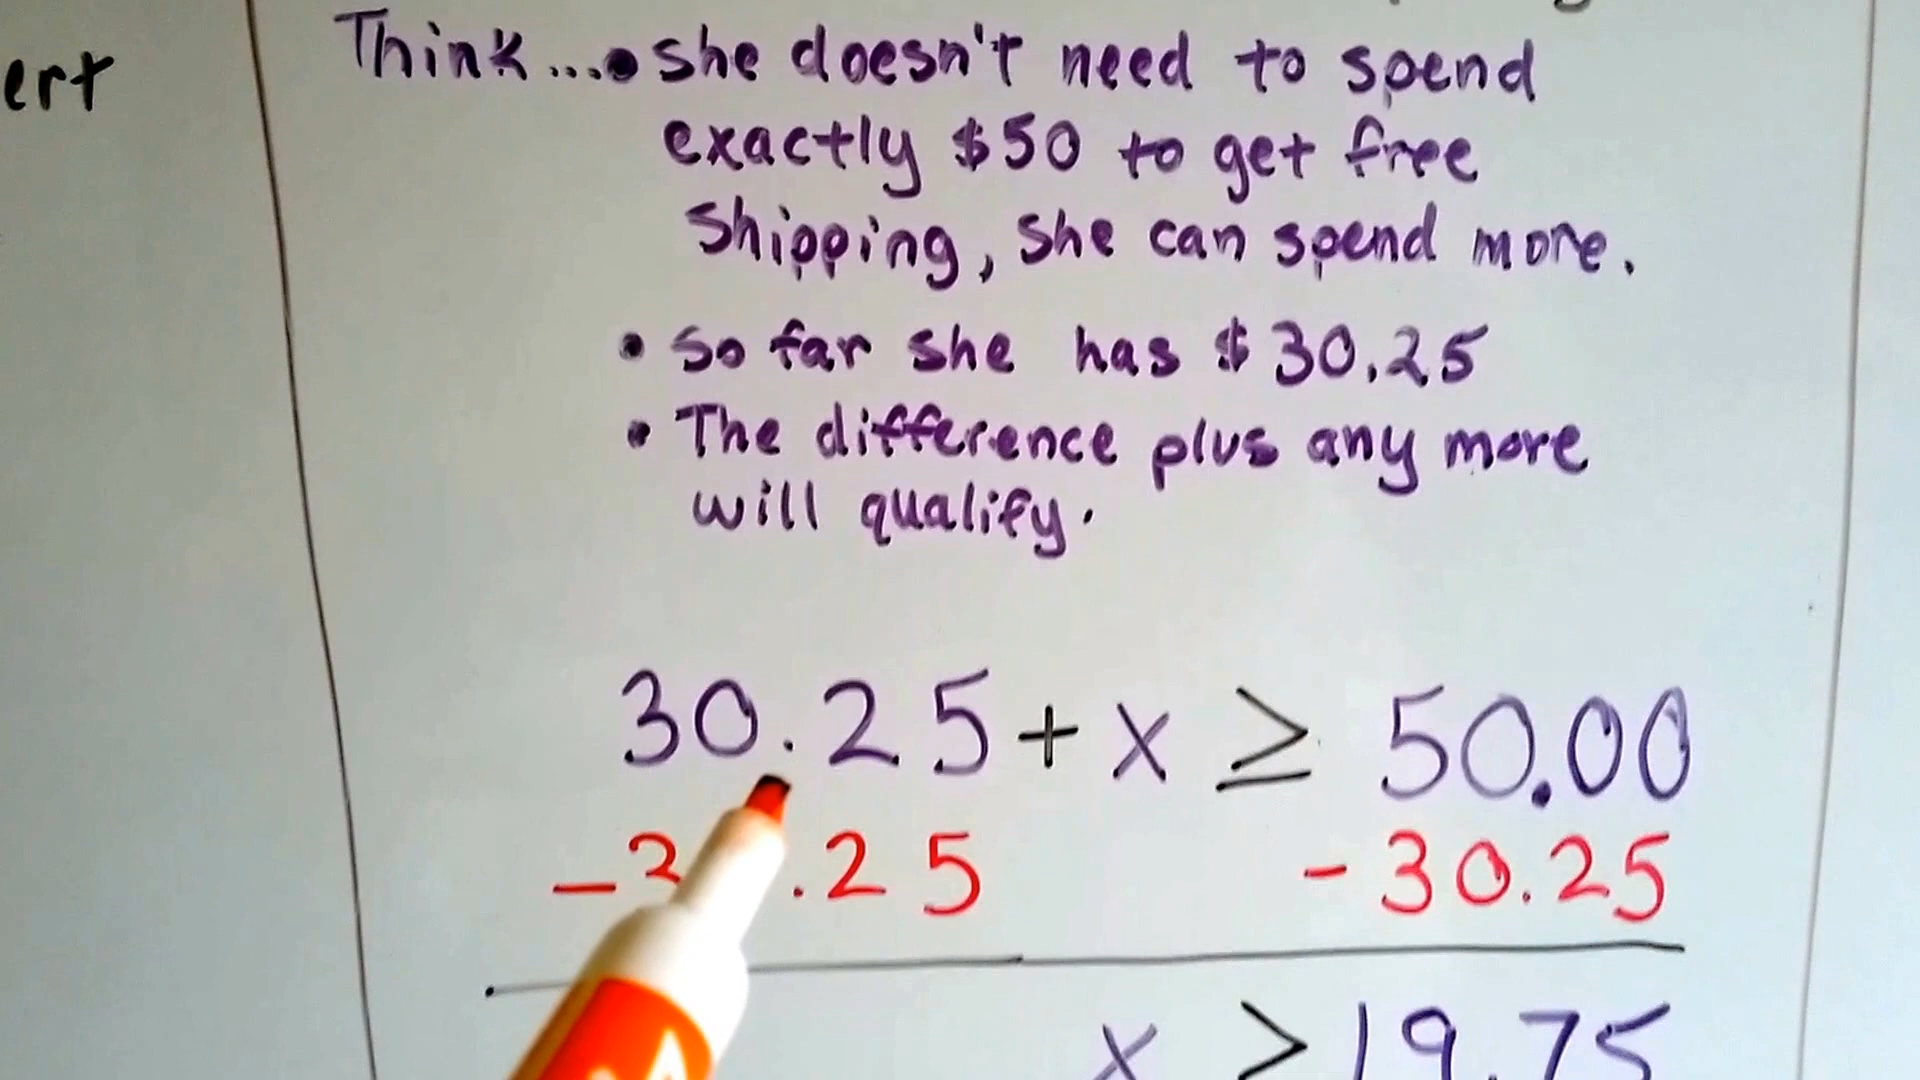 ert
Think... • she doesn't need to spend
exactly $50 to get free
Shipping, she can spend more.
• So far she has $30.25
• The difference plus any more
will qualify.
30.25 + x ≥ 50.00
-3 .25 -30.25
x > 19.75